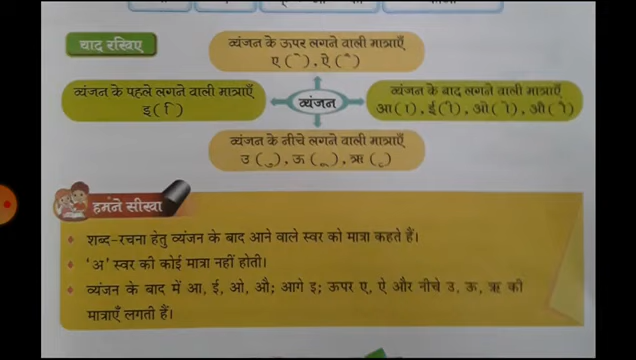 याद रखिए
व्यंजन के ऊपर लगने वाली मात्राएँ
ए ( े ), ऐ ( ै )
व्यंजन के पहले लगने वाली मात्राएँ
इ ( ि )
व्यंजन
व्यंजन के बाद लगने वाली मात्राएँ
आ ( ा ), ई ( ी ), ओ ( ो ), औ ( ौ )
व्यंजन के नीचे लगने वाली मात्राएँ
उ ( ु ), ऊ ( ू ), ऋ ( ृ )
हमने सीखा
शब्द-रचना हेतु व्यंजन के बाद आने वाले स्वर को मात्रा कहते हैं।
‘अ’ स्वर की कोई मात्रा नहीं होती।
व्यंजन के बाद में आ, ई, ओ, औ; आगे इ; ऊपर ए, ऐ और नीचे उ, ऊ, ऋ की
मात्राएँ लगती हैं।